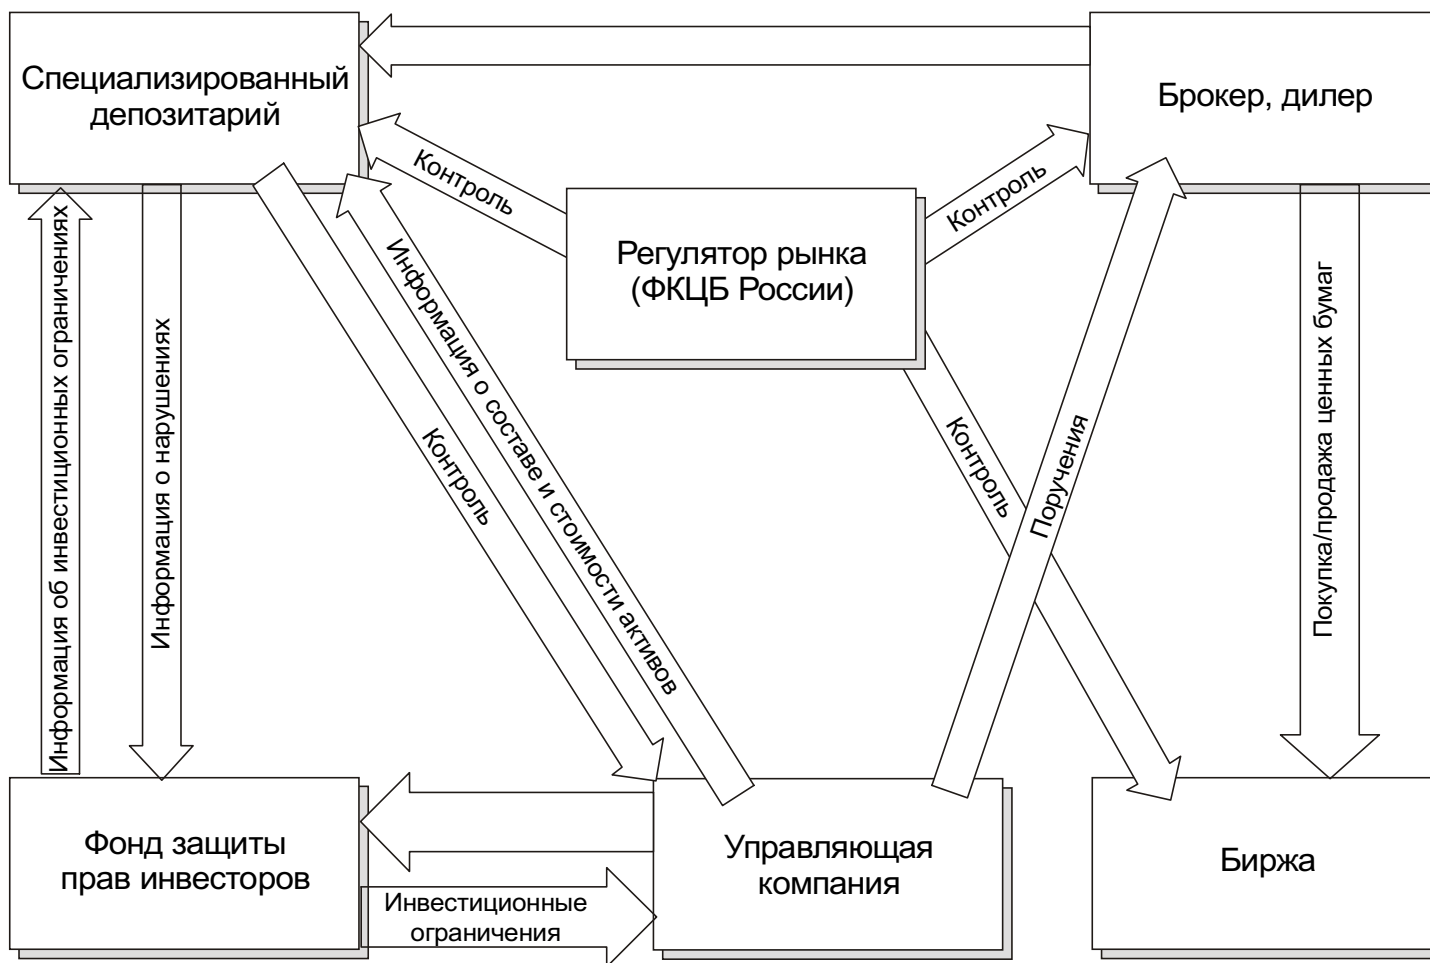 Специализированный
депозитарий
Брокер, дилер
Контроль
Контроль
Регулятор рынка
(ФКЦБ России)
Информация об инвестиционных ограничениях
Информация о нарушениях
Контроль
Информация о составе и стоимости активов
Контроль
Поручения
Покупка/продажа ценных бумаг
Фонд защиты
прав инвесторов
Инвестиционные
ограничения
Управляющая
компания
Биржа